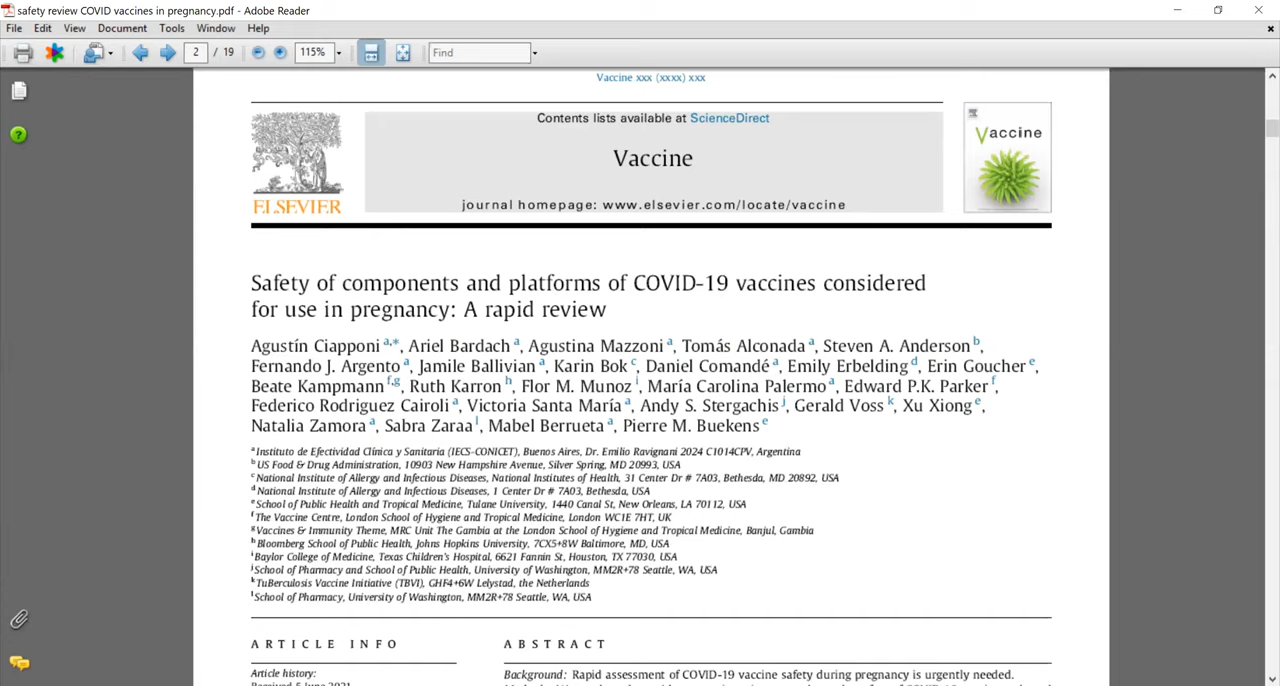 safety review COVID vaccines in pregnancy.pdf - Adobe Reader
File Edit View Document Tools Window Help
2 / 19 115% Find
Vaccine xxx (xxxx) xxx
Contents lists available at ScienceDirect
Vaccine
journal homepage: www.elsevier.com/locate/vaccine
ELSEVIER
Vaccine
Safety of components and platforms of COVID-19 vaccines considered
for use in pregnancy: A rapid review
Agustín Ciapponi a,*, Ariel Bardach a, Agustina Mazzoni a, Tomás Alconada a, Steven A. Anderson b,
Fernando J. Argento a, Jamile Ballivian a, Karin Bok c, Daniel Comandé a, Emily Erbelding d, Erin Goucher e,
Beate Kampmann f,g, Ruth Karron h, Flor M. Munoz i, María Carolina Palermo a, Edward P.K. Parker f,
Federico Rodriguez Cairoli a, Victoria Santa María a, Andy S. Stergachis j, Gerald Voss k, Xu Xiong e,
Natalia Zamora a, Sabra Zaraa l, Mabel Berrueta a, Pierre M. Buekens e
a Instituto de Efectividad Clínica y Sanitaria (IECS-CONICET), Buenos Aires, Dr. Emilio Ravignani 2024 C1014CPV, Argentina
b US Food & Drug Administration, 10903 New Hampshire Avenue, Silver Spring, MD 20993, USA
c National Institute of Allergy and Infectious Diseases, National Institutes of Health, 31 Center Dr # 7A03, Bethesda, MD 20892, USA
d National Institute of Allergy and Infectious Diseases, 1 Center Dr # 7A03, Bethesda, USA
e School of Public Health and Tropical Medicine, Tulane University, 1440 Canal St, New Orleans, LA 70112, USA
f The Vaccine Centre, London School of Hygiene and Tropical Medicine, London WC1E 7HT, UK
g Vaccines & Immunity Theme, MRC Unit The Gambia at the London School of Hygiene and Tropical Medicine, Banjul, Gambia
h Bloomberg School of Public Health, Johns Hopkins University, 7CX5+8W Baltimore, MD, USA
i Baylor College of Medicine, Texas Children's Hospital, 6621 Fannin St, Houston, TX 77030, USA
j School of Pharmacy and School of Public Health, University of Washington, MM2R+78 Seattle, WA, USA
k TuBerculosis Vaccine Initiative (TBVI), GHF4+6W Lelystad, the Netherlands
l School of Pharmacy, University of Washington, MM2R+78 Seattle, WA, USA
ARTICLE INFO
ABSTRACT
Article history:
Background: Rapid assessment of COVID-19 vaccine safety during pregnancy is urgently needed.